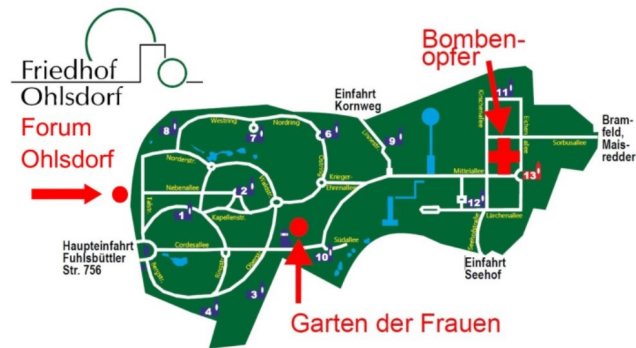 Friedhof
Ohlsdorf
Forum
Ohlsdorf
Bomben-
opfer
Einfahrt
Kornweg
Bram-
feld,
Mais-
redder
Haupteinfahrt
Fuhlsbüttler
Str. 756
Einfahrt
Seehof
Garten der Frauen
Westring
Nordring
8
7
6
9
11
Sorbusallee
Norderstr.
Nebenallee
2
Krieger-
Ehrenallee
Mittelallee
13
1
Kapellenstr.
12
Lärchenallee
Cordesallee
Südallee
10
3
4